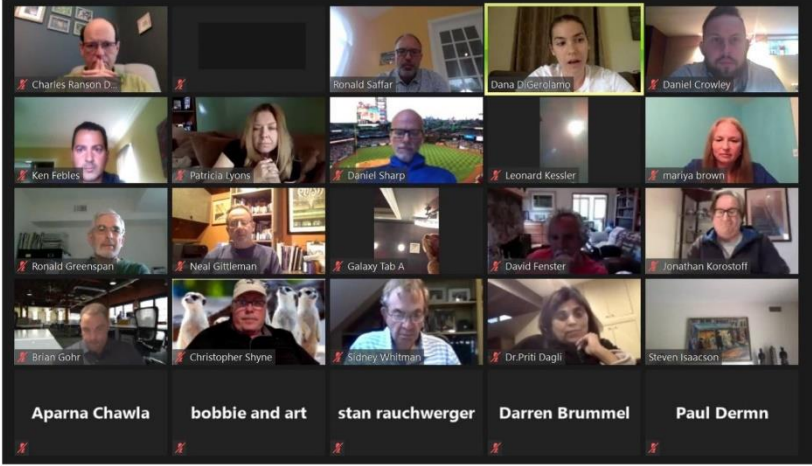 Charles Ranson D...
Ronald Saffar
Dana DiGerolamo
Daniel Crowley
Ken Febles
Patricia Lyons
Daniel Sharp
Leonard Kessler
mariya brown
Ronald Greenspan
Neal Gittleman
Galaxy Tab A
David Fenster
Jonathan Korostoff
Brian Gohr
Christopher Shyne
Sidney Whitman
Dr.Priti Dagli
Steven Isaacson
Aparna Chawla
bobbie and art
stan rauchwerger
Darren Brummel
Paul Dermn